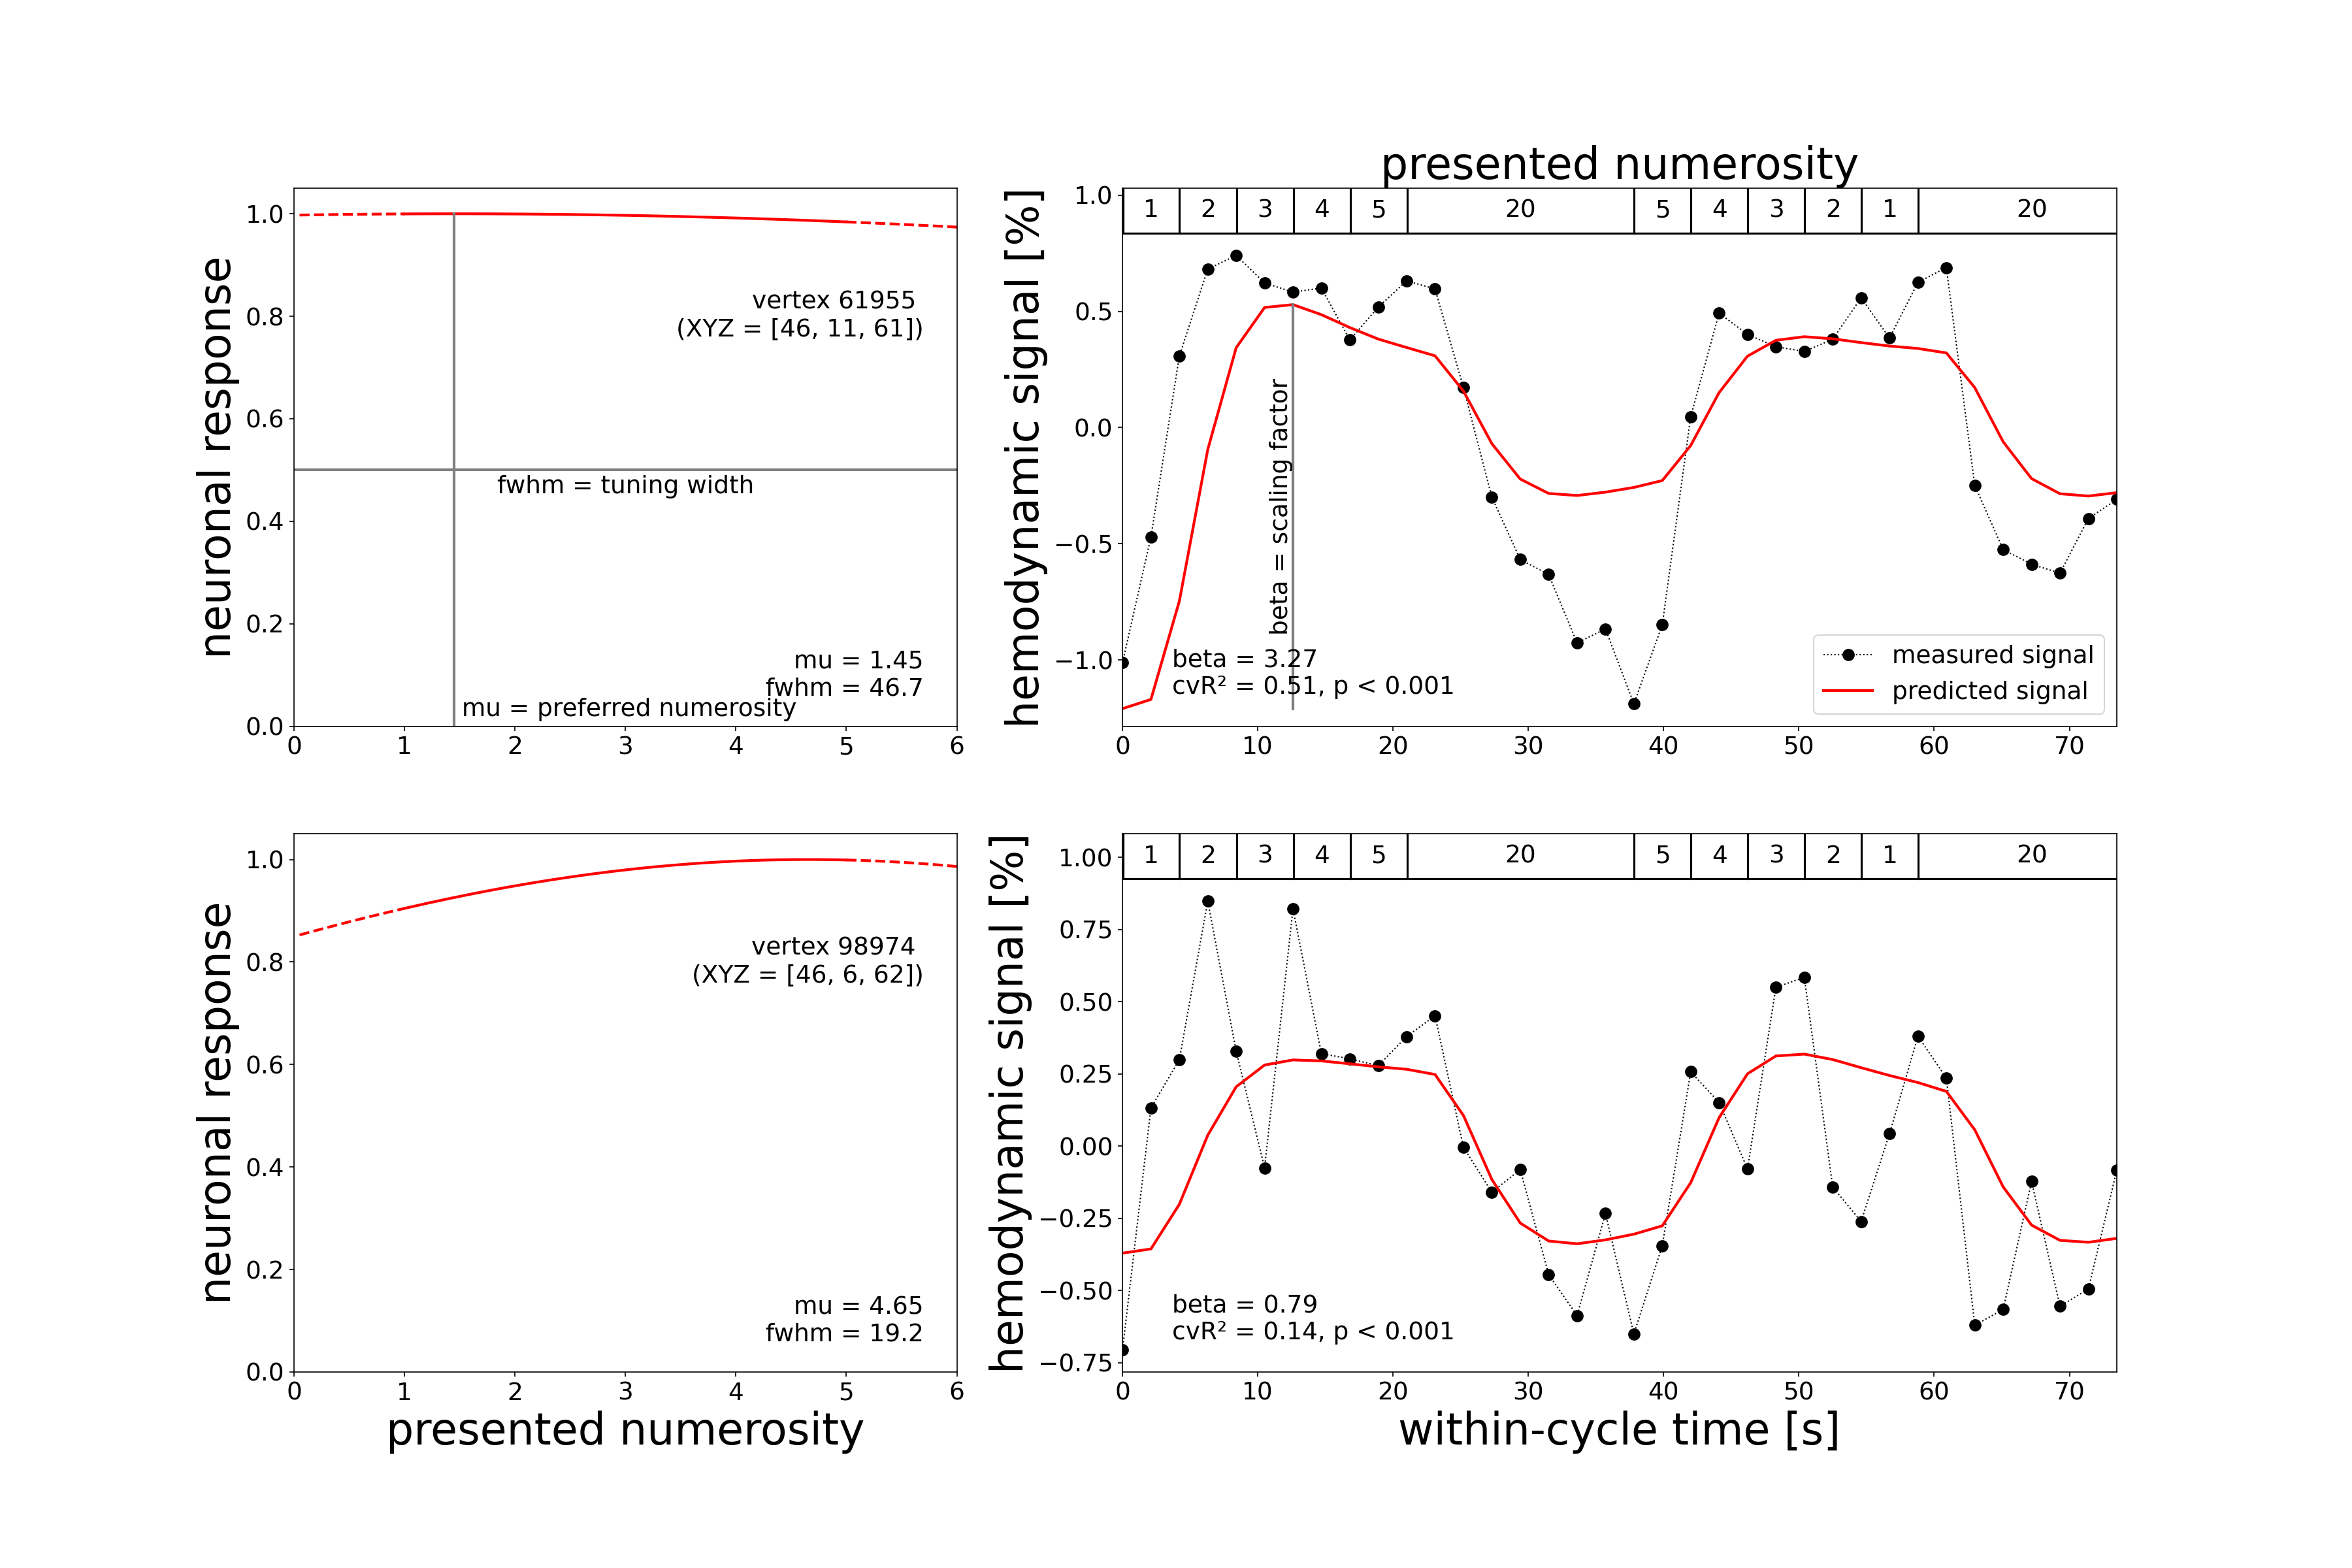 presented numerosity
neuronal response
1.0
0.8
0.6
0.4
0.2
0.0
vertex 61955
(XYZ = [46, 11, 61])
fwhm = tuning width
mu = 1.45
fwhm = 46.7
mu = preferred numerosity
0 1 2 3 4 5 6
hemodynamic signal [%]
1.0
0.5
0.0
−0.5
−1.0
1 2 3 4 5 20 5 4 3 2 1 20
beta = scaling factor
beta = 3.27
cvR² = 0.51, p < 0.001
measured signal
predicted signal
0 10 20 30 40 50 60 70
neuronal response
1.0
0.8
0.6
0.4
0.2
0.0
vertex 98974
(XYZ = [46, 6, 62])
mu = 4.65
fwhm = 19.2
0 1 2 3 4 5 6
presented numerosity
hemodynamic signal [%]
1.00
0.75
0.50
0.25
0.00
−0.25
−0.50
−0.75
1 2 3 4 5 20 5 4 3 2 1 20
beta = 0.79
cvR² = 0.14, p < 0.001
0 10 20 30 40 50 60 70
within-cycle time [s]